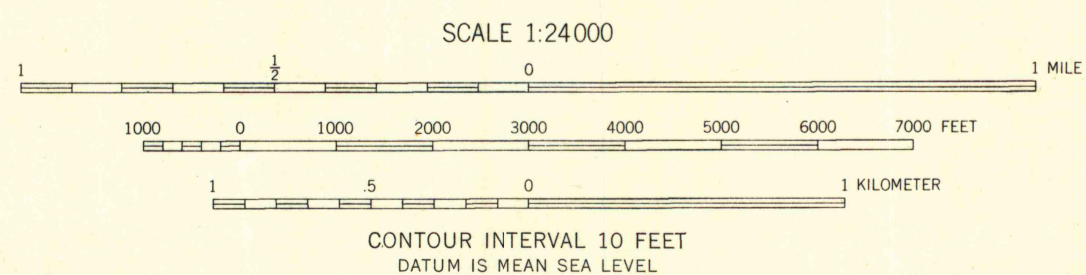 SCALE 1:24000
1 1/2 0 1 MILE
1000 0 1000 2000 3000 4000 5000 6000 7000 FEET
1 .5 0 1 KILOMETER
CONTOUR INTERVAL 10 FEET
DATUM IS MEAN SEA LEVEL